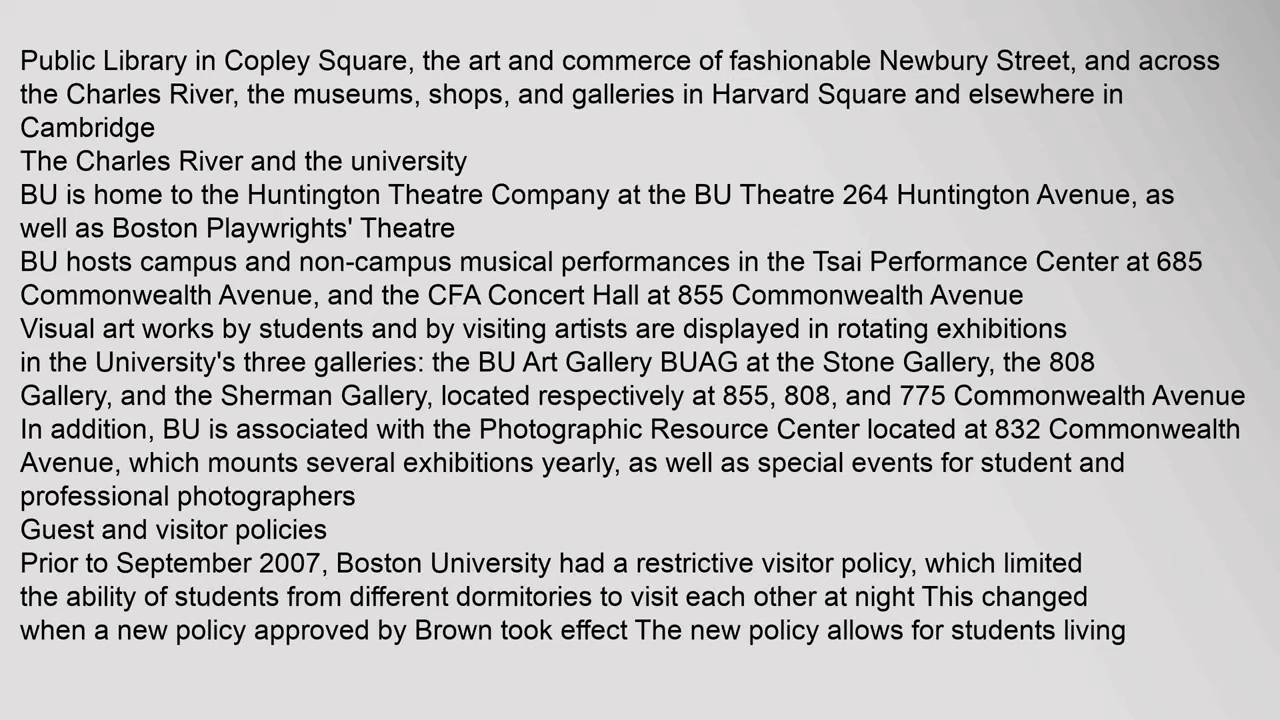 Public Library in Copley Square, the art and commerce of fashionable Newbury Street, and across
the Charles River, the museums, shops, and galleries in Harvard Square and elsewhere in
Cambridge
The Charles River and the university
BU is home to the Huntington Theatre Company at the BU Theatre 264 Huntington Avenue, as
well as Boston Playwrights' Theatre
BU hosts campus and non-campus musical performances in the Tsai Performance Center at 685
Commonwealth Avenue, and the CFA Concert Hall at 855 Commonwealth Avenue
Visual art works by students and by visiting artists are displayed in rotating exhibitions
in the University's three galleries: the BU Art Gallery BUAG at the Stone Gallery, the 808
Gallery, and the Sherman Gallery, located respectively at 855, 808, and 775 Commonwealth Avenue
In addition, BU is associated with the Photographic Resource Center located at 832 Commonwealth
Avenue, which mounts several exhibitions yearly, as well as special events for student and
professional photographers
Guest and visitor policies
Prior to September 2007, Boston University had a restrictive visitor policy, which limited
the ability of students from different dormitories to visit each other at night This changed
when a new policy approved by Brown took effect The new policy allows for students living